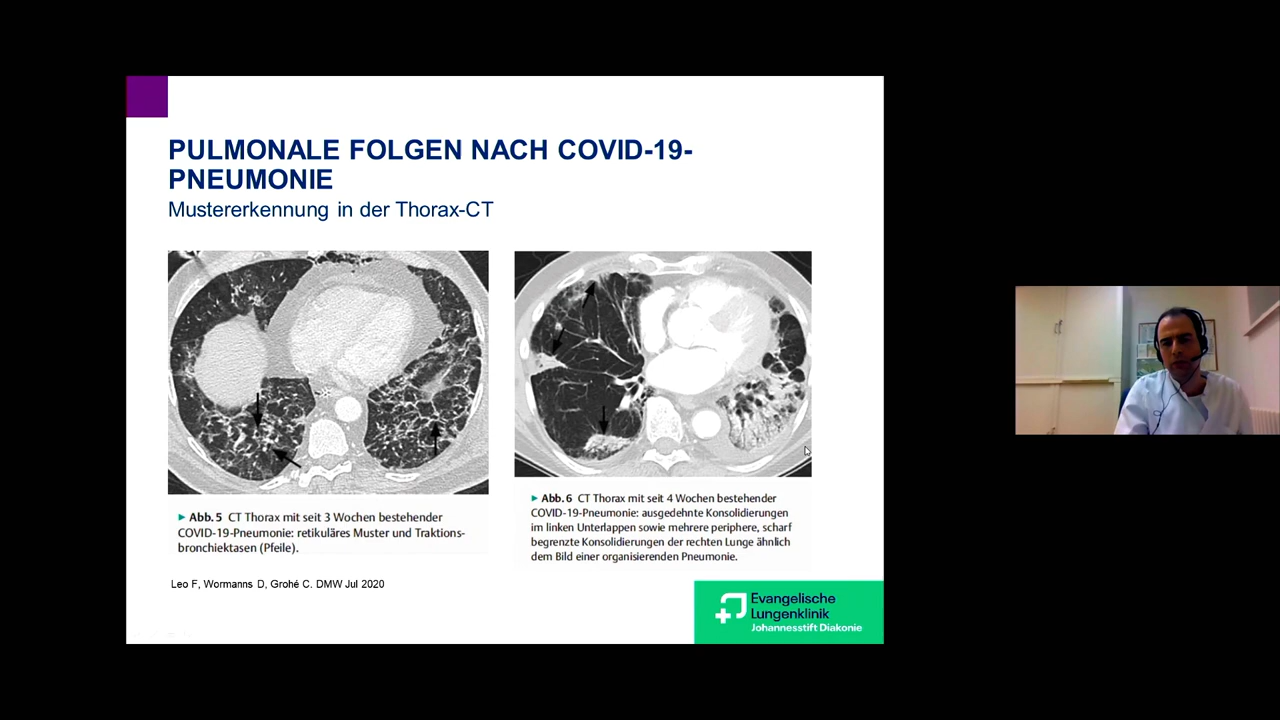 PULMONALE FOLGEN NACH COVID-19-
PNEUMONIE
Mustererkennung in der Thorax-CT
► Abb. 5 CT Thorax mit seit 3 Wochen bestehender
COVID-19-Pneumonie: retikuläres Muster und Traktions-
bronchiektasen (Pfeile).
► Abb. 6 CT Thorax mit seit 4 Wochen bestehender
COVID-19-Pneumonie: ausgedehnte Konsolidierungen
im linken Unterlappen sowie mehrere periphere, scharf
begrenzte Konsolidierungen der rechten Lunge ähnlich
dem Bild einer organisierenden Pneumonie.
Leo F, Wormanns D, Grohé C. DMW Jul 2020
Evangelische
Lungenklinik
Johannesstift Diakonie